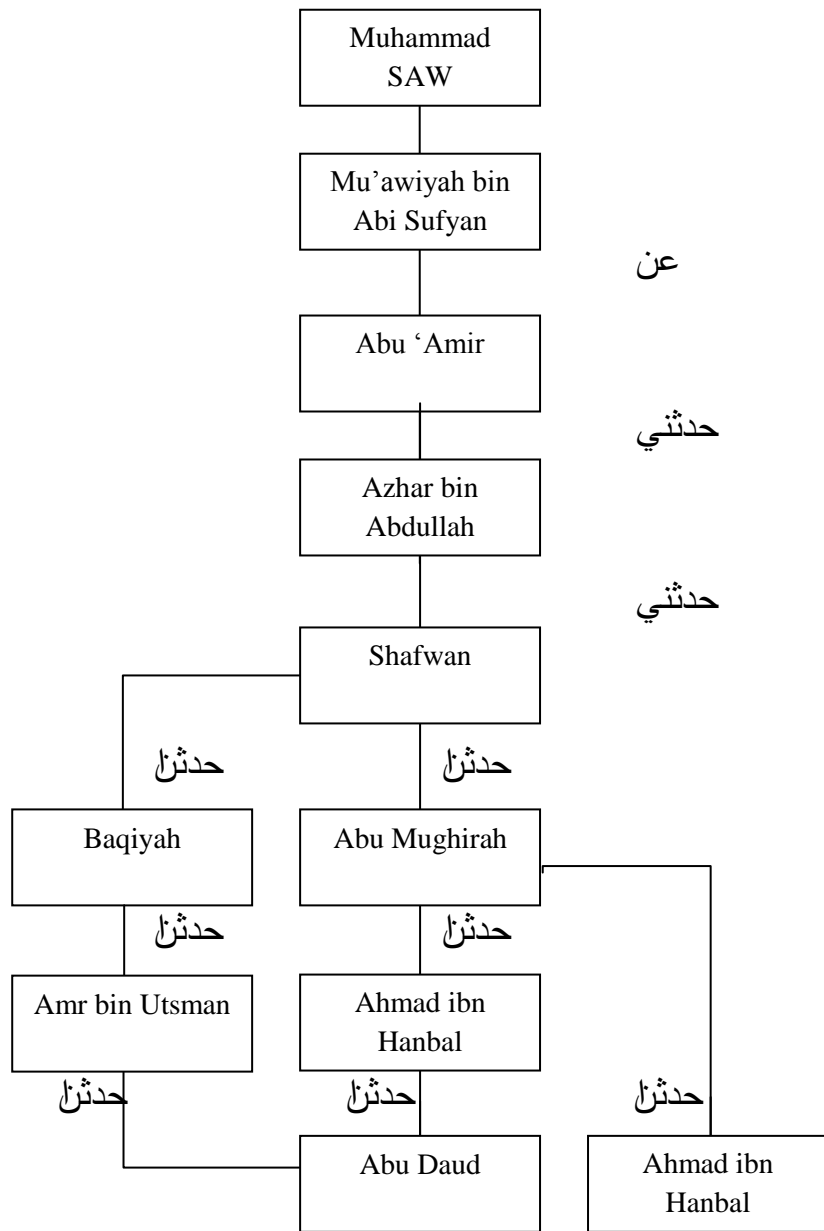 Muhammad
SAW
Mu’awiyah bin
Abi Sufyan
عن
Abu ‘Amir
حدثني
Azhar bin
Abdullah
حدثني
Shafwan
حدثنا
حدثنا
Baqiyah
Abu Mughirah
حدثنا
حدثنا
Amr bin Utsman
Ahmad ibn
Hanbal
حدثنا
حدثنا
حدثنا
Abu Daud
Ahmad ibn
Hanbal